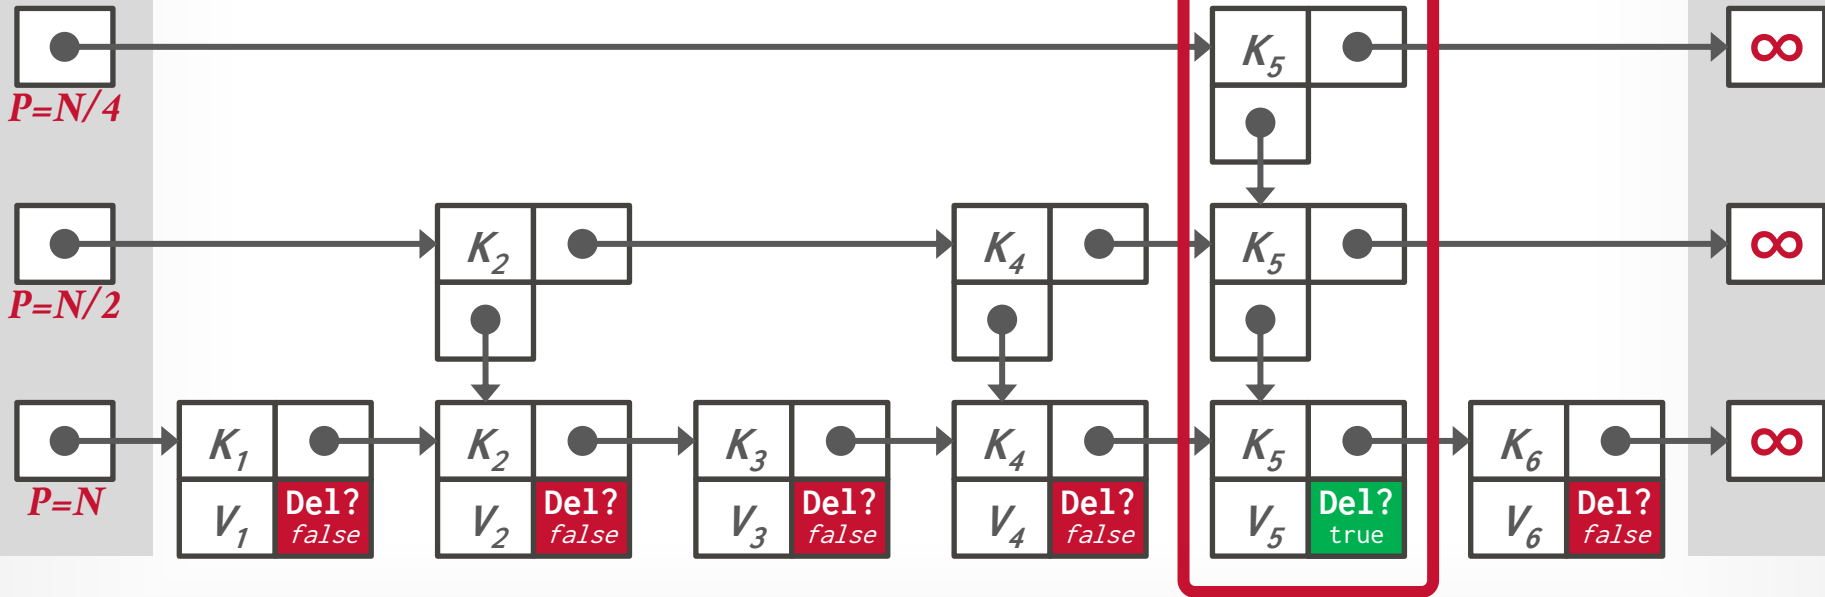 K5 ∞
P=N/4
K2 K4 K5 ∞
P=N/2
K1 K2 K3 K4 K5 K6 ∞
P=N
V1 Del? false V2 Del? false V3 Del? false V4 Del? false V5 Del? true V6 Del? false